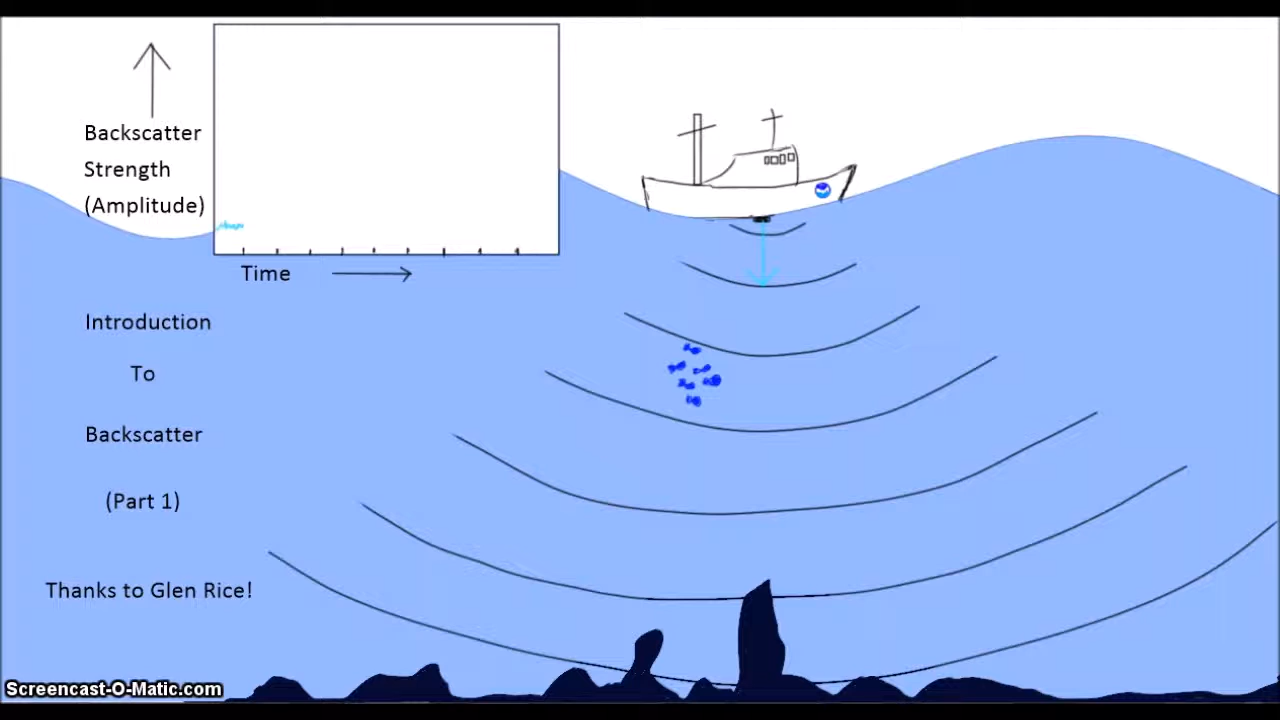 Backscatter
Strength
(Amplitude)
Time
Introduction
To
Backscatter
(Part 1)
Thanks to Glen Rice!
Screencast-O-Matic.com